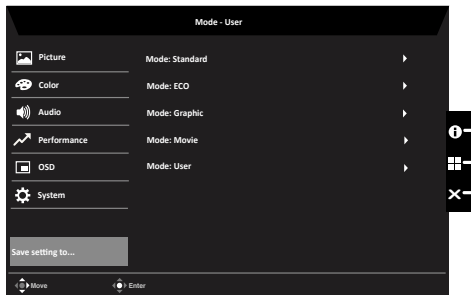 Mode - User
Picture
Color
Audio
Performance
OSD
System
Save setting to...
Mode: Standard
Mode: ECO
Mode: Graphic
Mode: Movie
Mode: User
Move
Enter